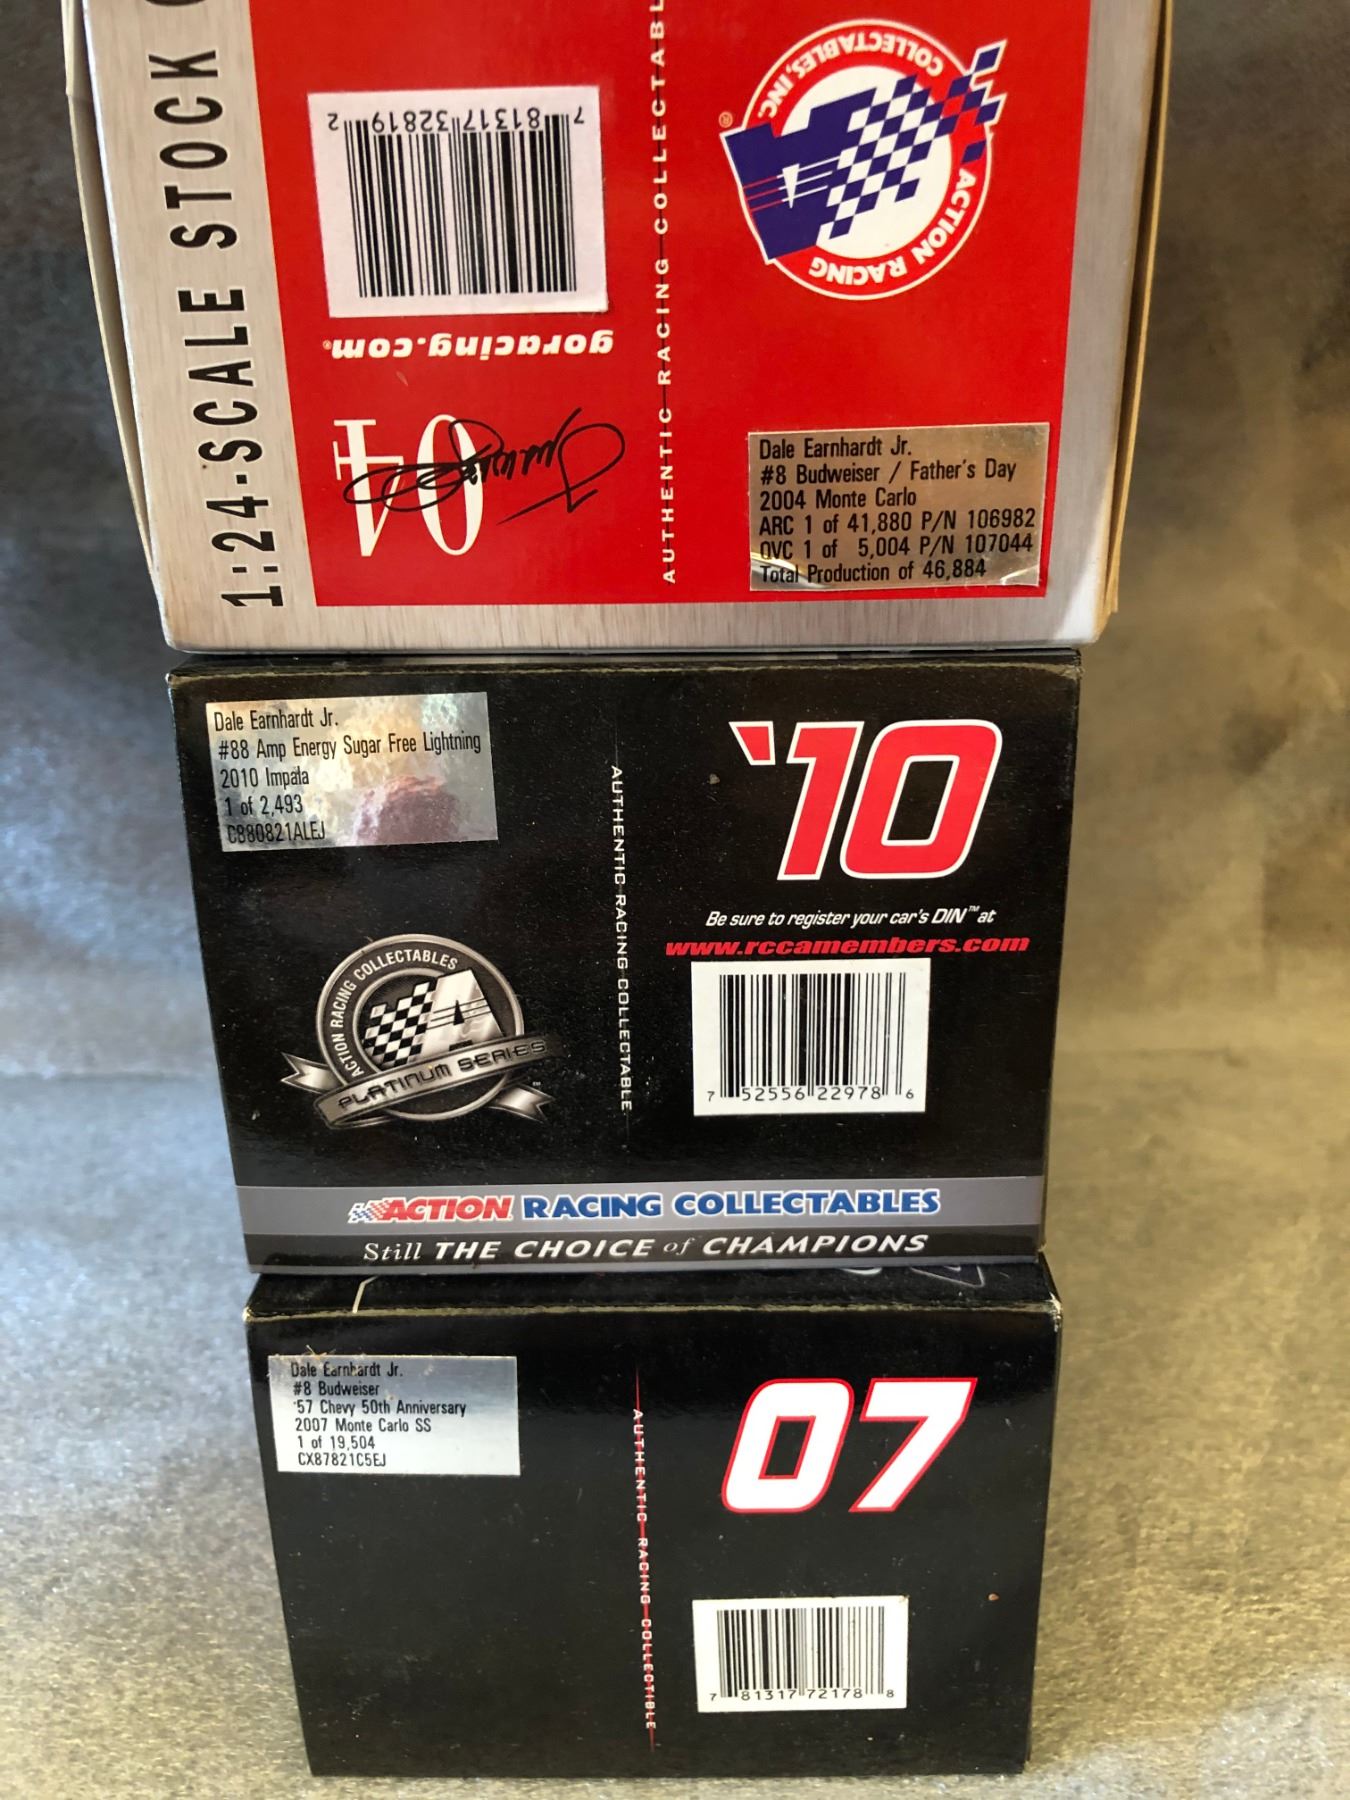 1:24-SCALE STOCK
7 81317 32819 2
goracing.com®
04
AUTHENTIC RACING COLLECTABL
ACTION RACING
COLLECTABLES, INC.
®
Dale Earnhardt Jr.
#8 Budweiser / Father's Day
2004 Monte Carlo
ARC 1 of 41,880 P/N 106982
QVC 1 of 5,004 P/N 107044
Total Production of 46,884
Dale Earnhardt Jr.
#88 Amp Energy Sugar Free Lightning
2010 Impala
1 of 2,493
C880821ALEJ
ACTION RACING COLLECTABLES
A
PLATINUM SERIES
AUTHENTIC RACING COLLECTABLE
'10
Be sure to register your car's DIN™ at
www.rccamembers.com
7 52556 22978 6
ACTION RACING COLLECTABLES
Still THE CHOICE of CHAMPIONS
Dale Earnhardt Jr.
#8 Budweiser
'57 Chevy 50th Anniversary
2007 Monte Carlo SS
1 of 19,504
CX87821C5EJ
AUTHENTIC RACING COLLECTIBLE
07
7 81317 72178 8